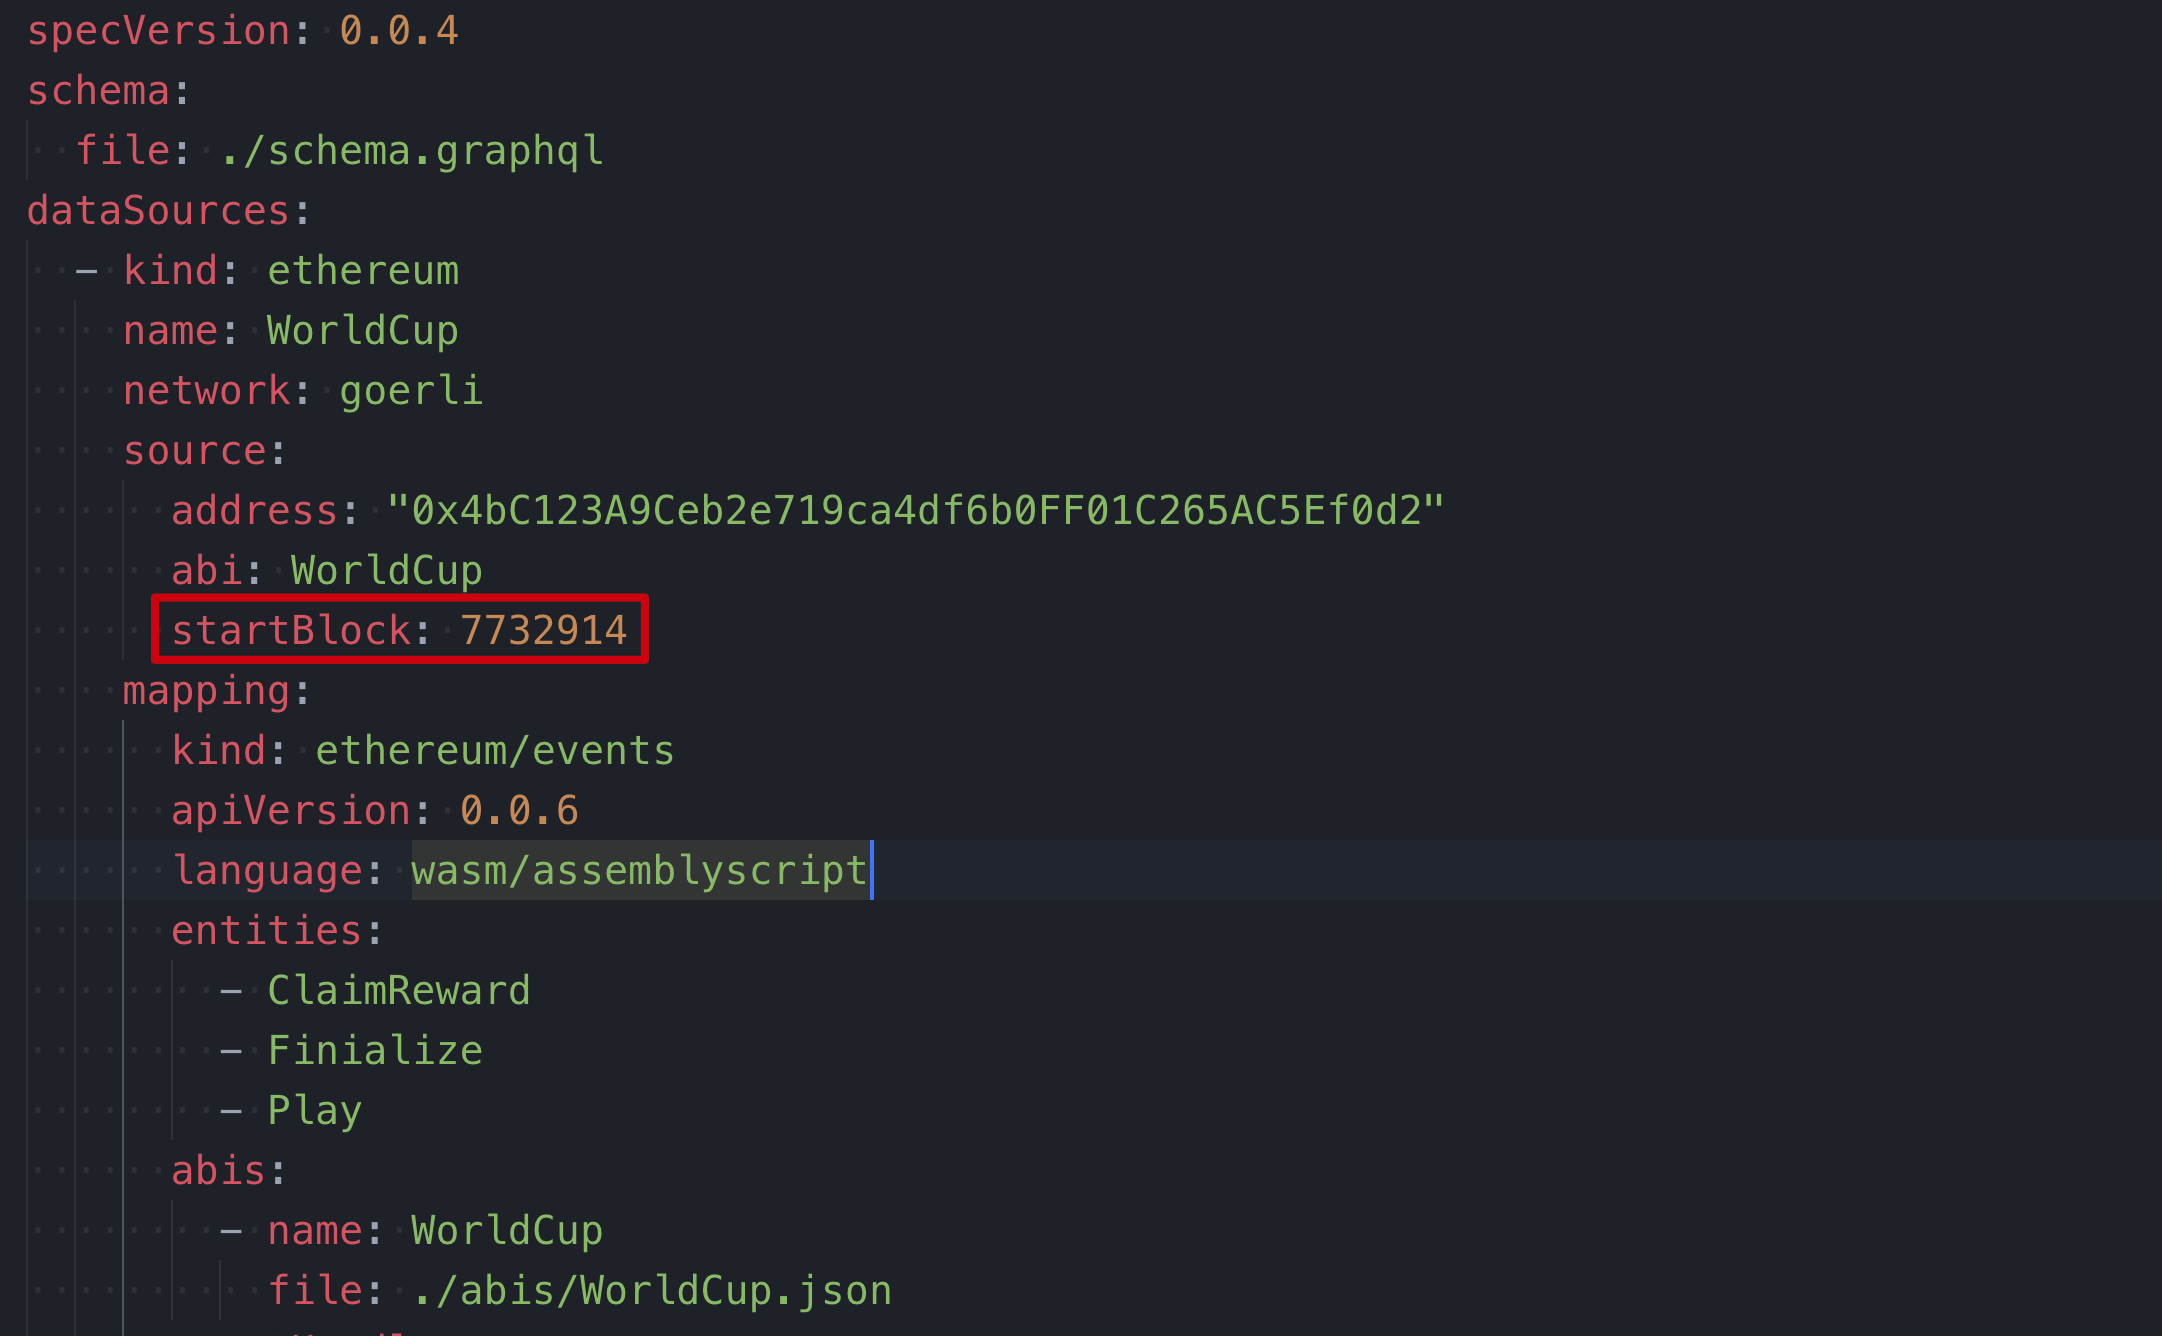 specVersion: 0.0.4
schema:
  file: ./schema.graphql
dataSources:
  - kind: ethereum
    name: WorldCup
    network: goerli
    source:
      address: "0x4bC123A9Ceb2e719ca4df6b0FF01C265AC5Ef0d2"
      abi: WorldCup
      startBlock: 7732914
    mapping:
      kind: ethereum/events
      apiVersion: 0.0.6
      language: wasm/assemblyscript
      entities:
        - ClaimReward
        - Finialize
        - Play
      abis:
        - name: WorldCup
          file: ./abis/WorldCup.json